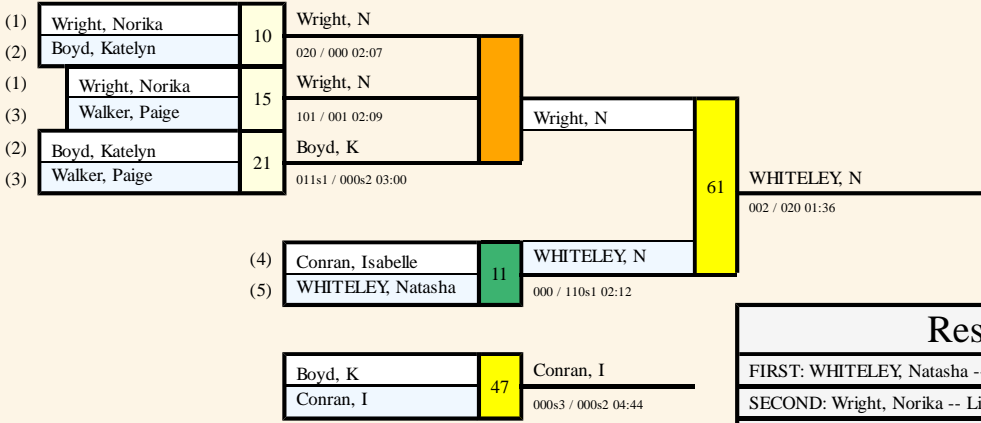 (1) Wright, Norika 10 Wright, N
(2) Boyd, Katelyn 020 / 000 02:07
(1) Wright, Norika 15 Wright, N
(3) Walker, Paige 101 / 001 02:09
Wright, N
(2) Boyd, Katelyn 21 Boyd, K
(3) Walker, Paige 011s1 / 000s2 03:00
61 WHITELEY, N
002 / 020 01:36
(4) Conran, Isabelle 11 WHITELEY, N
(5) WHITELEY, Natasha 000 / 110s1 02:12
Res
FIRST: WHITELEY, Natasha --
SECOND: Wright, Norika -- Li
Boyd, K 47 Conran, I
Conran, I 000s3 / 000s2 04:44